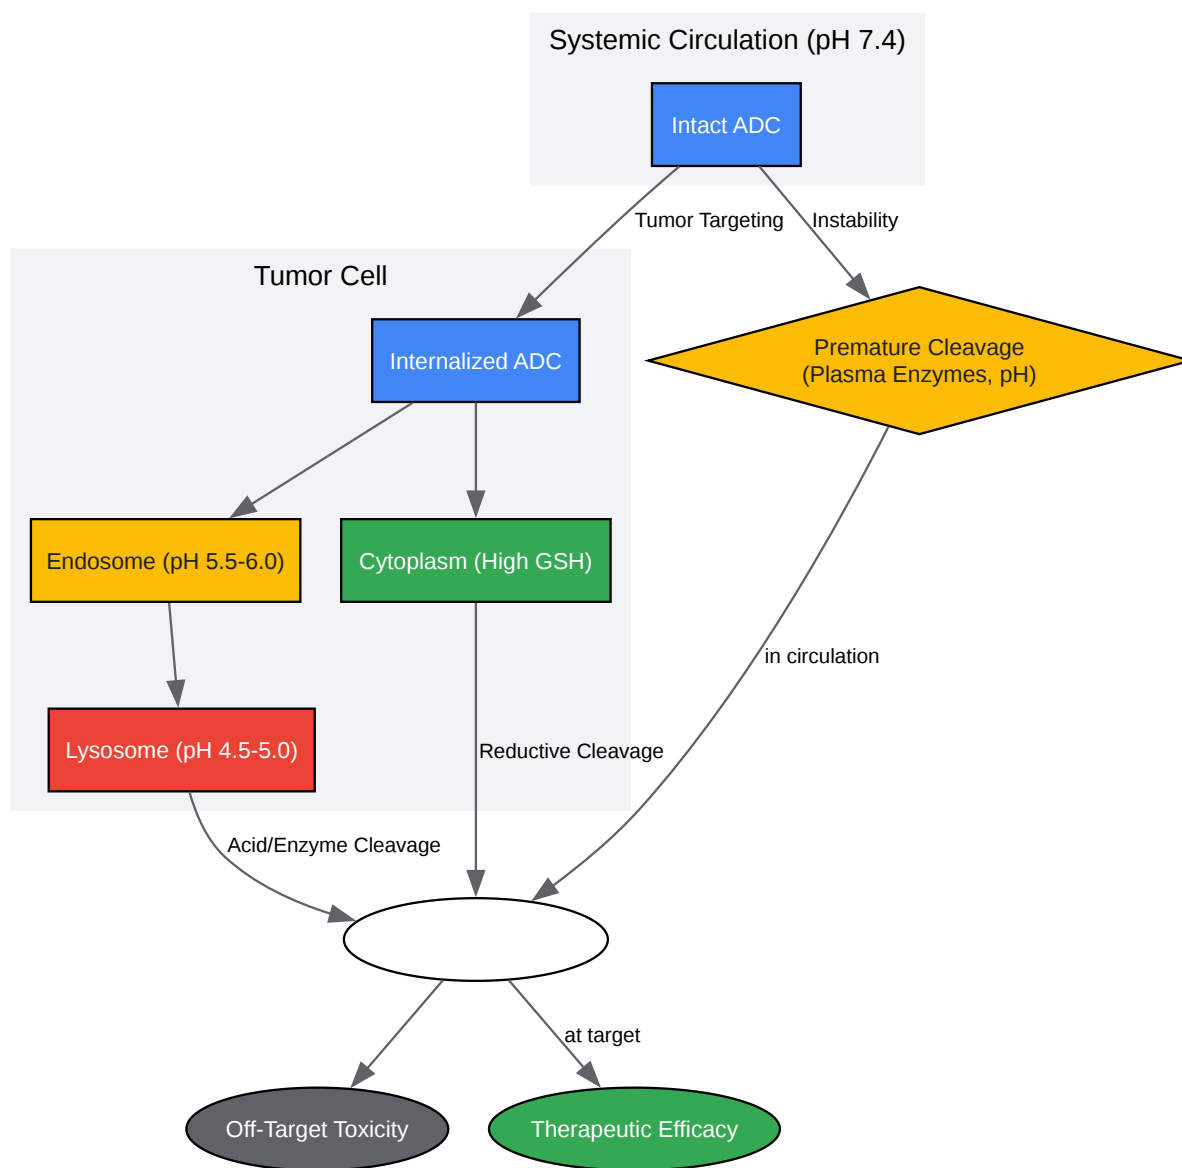 Systemic Circulation (pH 7.4)
Intact ADC
Tumor Targeting
Instability
Tumor Cell
Internalized ADC
Premature Cleavage
(Plasma Enzymes, pH)
Endosome (pH 5.5-6.0)
Cytoplasm (High GSH)
in circulation
Lysosome (pH 4.5-5.0)
Reductive Cleavage
Acid/Enzyme Cleavage
at target
Off-Target Toxicity
Therapeutic Efficacy